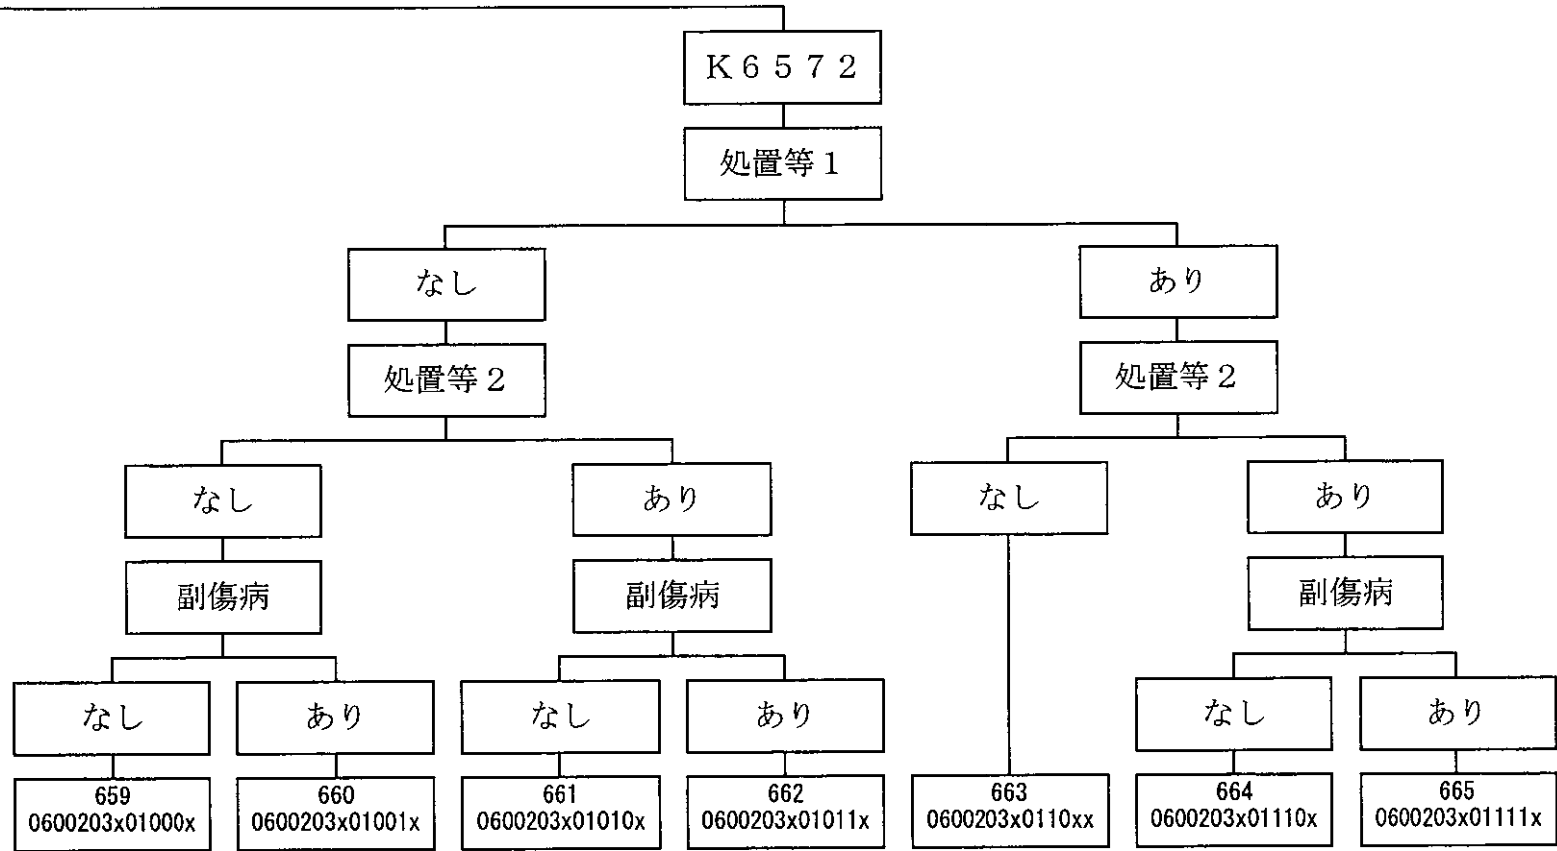 K6572
処置等1
なし
あり
処置等2
処置等2
なし
あり
なし
あり
副傷病
副傷病
副傷病
なし
あり
なし
あり
なし
あり
659
0600203x01000x
660
0600203x01001x
661
0600203x01010x
662
0600203x01011x
663
0600203x0110xx
664
0600203x01110x
665
0600203x01111x